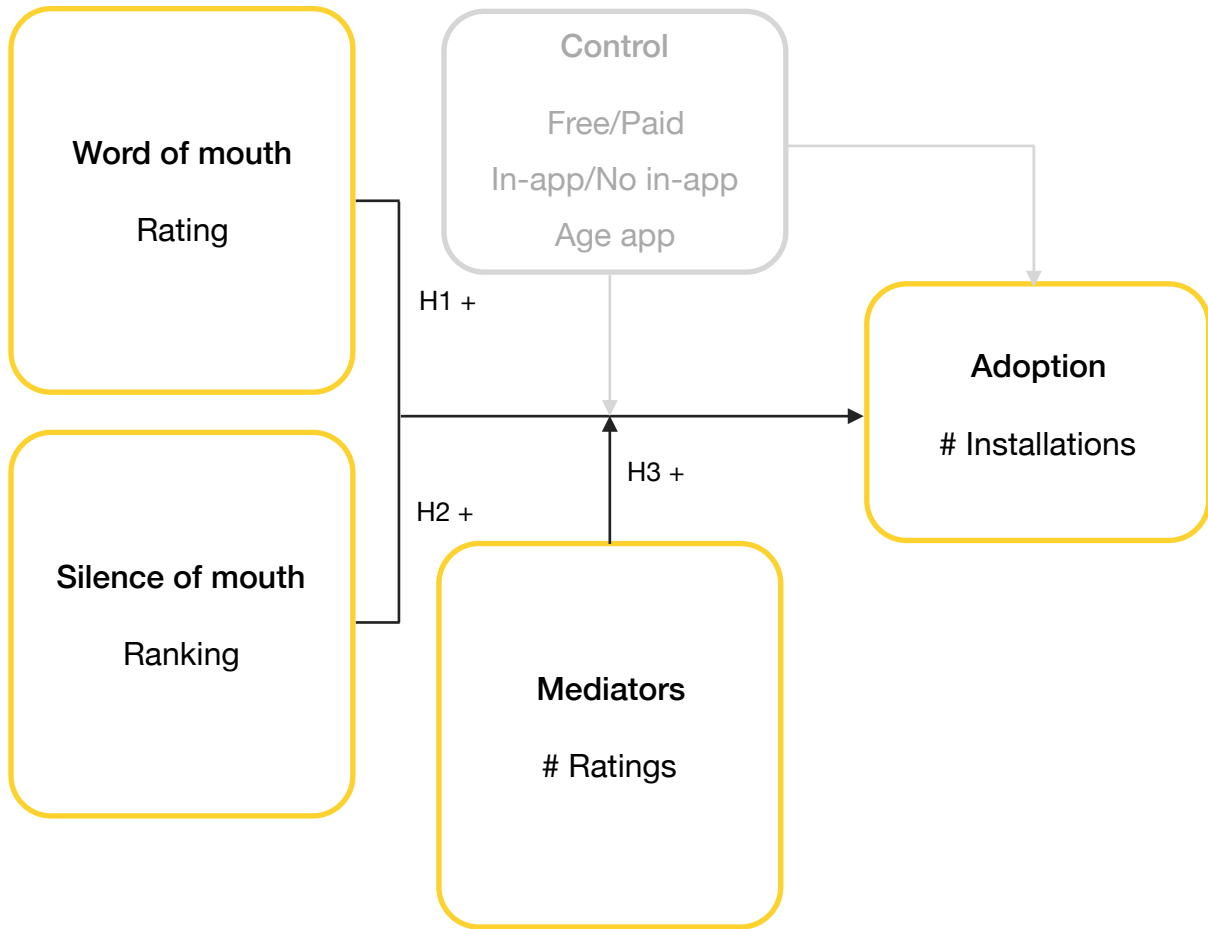 Word of mouth
Rating
Control
Free/Paid
In-app/No in-app
Age app
H1 +
Adoption
# Installations
H3 +
H2 +
Silence of mouth
Ranking
Mediators
# Ratings